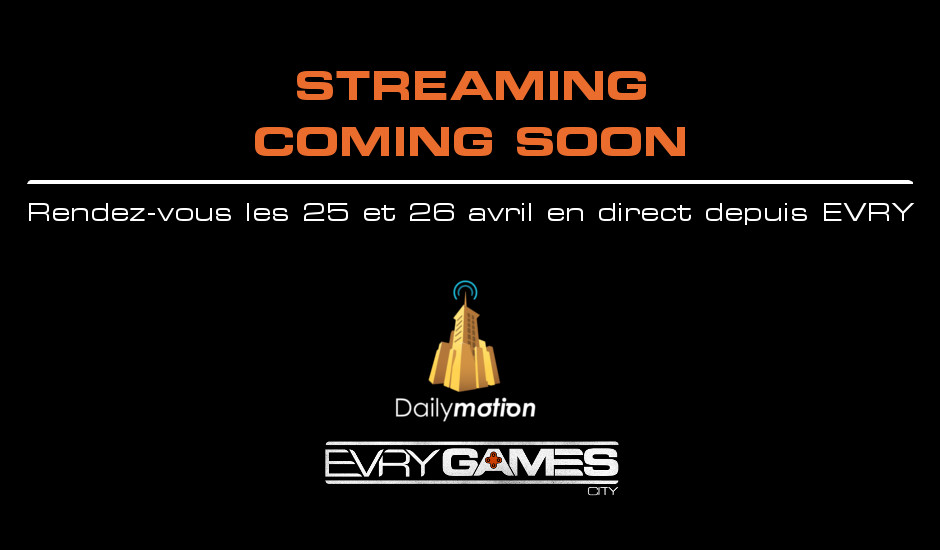 STREAMING
COMING SOON
Rendez-vous les 25 et 26 avril en direct depuis EVRY
Dailymotion
EVRYGAMES
CITY